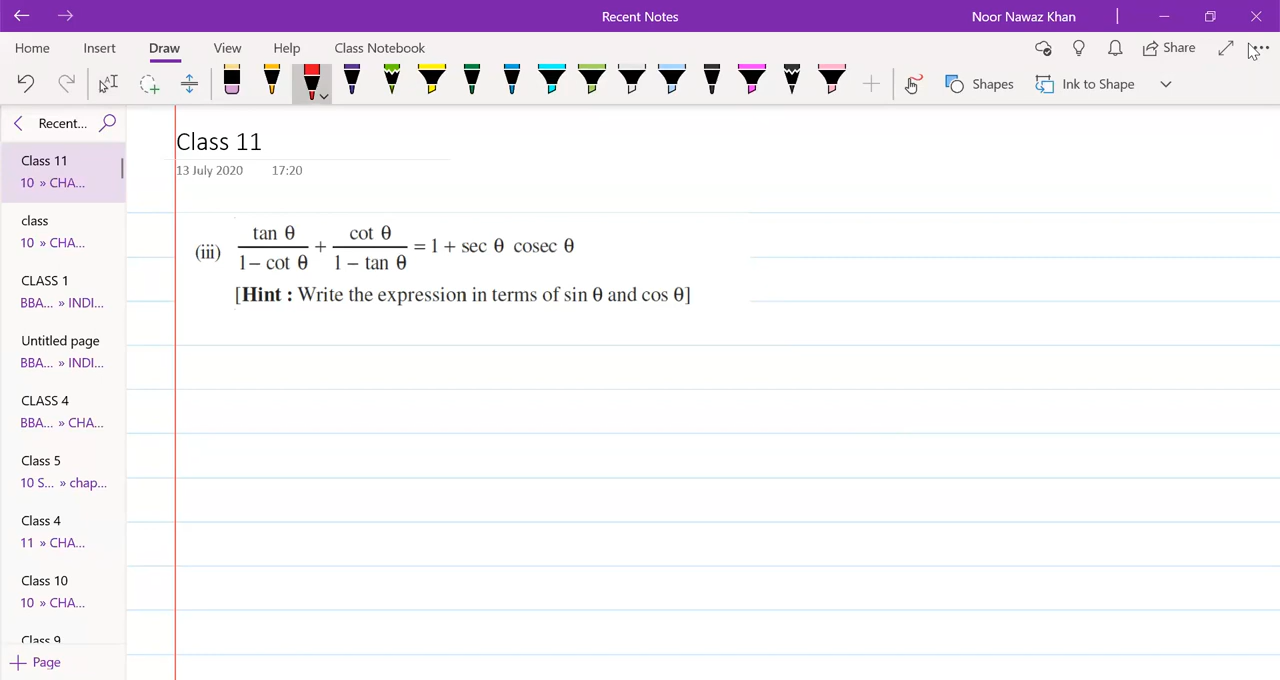 Recent Notes
Noor Nawaz Khan
Home Insert Draw View Help Class Notebook
Share
Shapes
Ink to Shape
Recent...
Class 11
10 » CHA...
class
10 » CHA...
CLASS 1
BBA... » INDI...
Untitled page
BBA... » INDI...
CLASS 4
BBA... » CHA...
Class 5
10 S... » chap...
Class 4
11 » CHA...
Class 10
10 » CHA...
Class 9
+ Page
Class 11
13 July 2020 17:20
(iii) tan θ / 1 – cot θ + cot θ / 1 – tan θ = 1 + sec θ cosec θ
[Hint : Write the expression in terms of sin θ and cos θ]